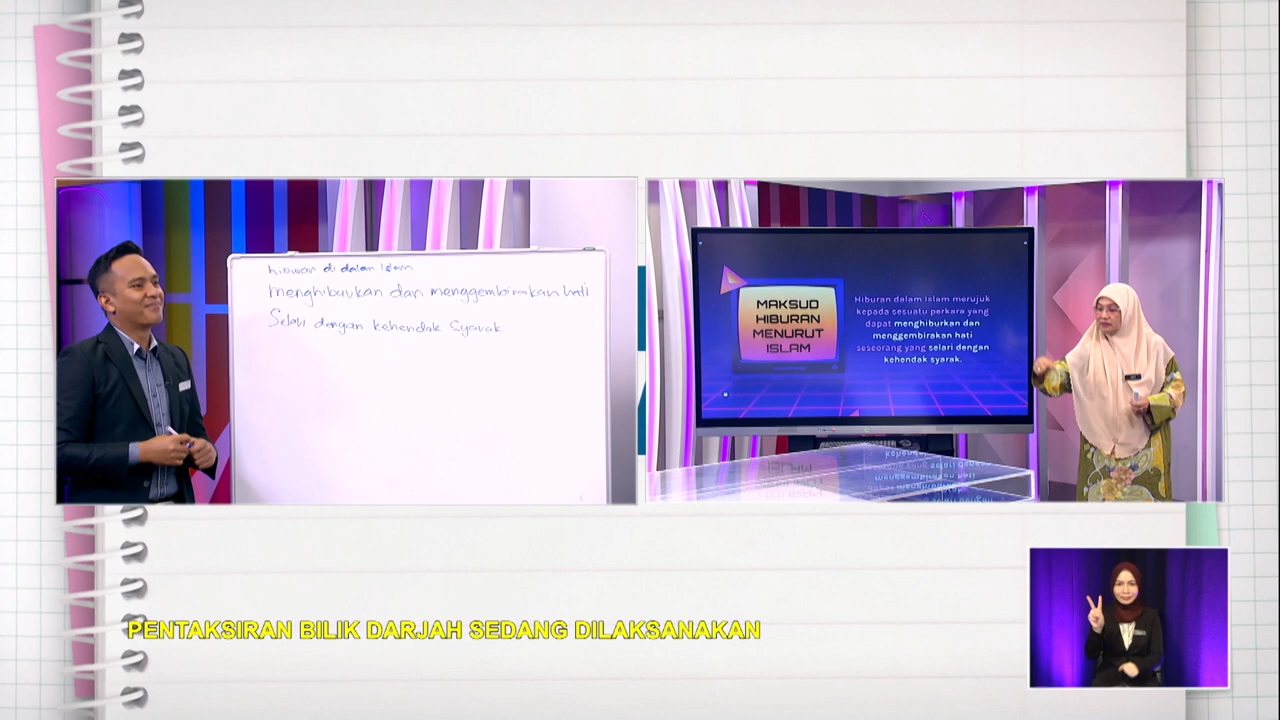 hiburan di dalam Islam
menghiburkan dan menggembirakan hati
Selari dengan kehendak syarak
MAKSUD
HIBURAN
MENURUT
ISLAM
Hiburan dalam Islam merujuk
kepada sesuatu perkara yang
dapat menghiburkan dan
menggembirakan hati
seseorang yang selari dengan
kehendak syarak.
PENTAKSIRAN BILIK DARJAH SEDANG DILAKSANAKAN